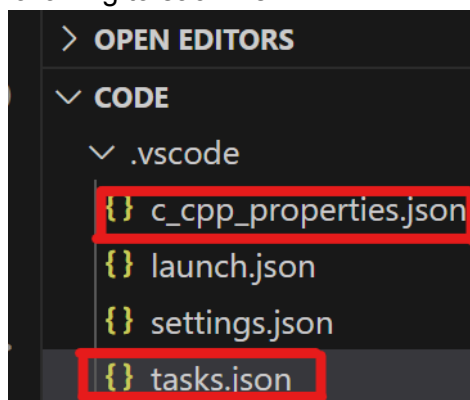 OPEN EDITORS
CODE
.vscode
{} c_cpp_properties.json
{} launch.json
{} settings.json
{} tasks.json